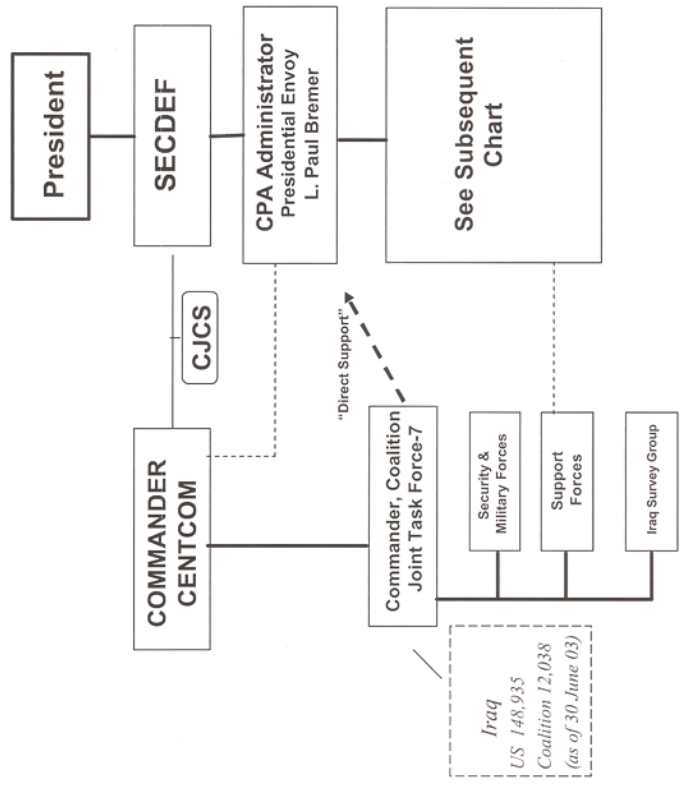 President
SECDEF
CJCS
COMMANDER
CENTCOM
CPA Administrator
Presidential Envoy
L. Paul Bremer
"Direct Support"
Commander, Coalition
Joint Task Force-7
See Subsequent
Chart
Security &
Military Forces
Support
Forces
Iraq Survey Group
Iraq
US 148,935
Coalition 12,038
(as of 30 June 03)